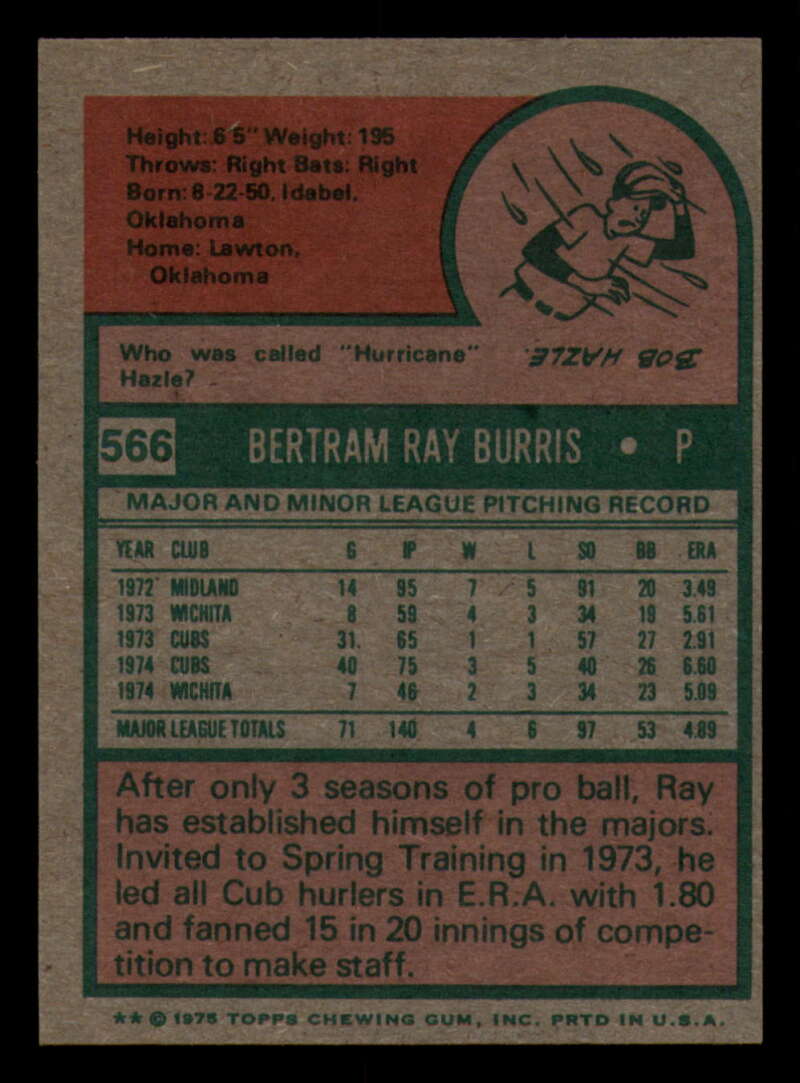 Height: 6'5" Weight: 195
Throws: Right Bats: Right
Born: 8-22-50, Idabel,
Oklahoma
Home: Lawton,
Oklahoma
Who was called "Hurricane"
Hazle?
BOB HAZLE.
566 BERTRAM RAY BURRIS • P
MAJOR AND MINOR LEAGUE PITCHING RECORD
YEAR CLUB G IP W L SO BB ERA
1972 MIDLAND 14 95 7 5 91 20 3.49
1973 WICHITA 8 59 4 3 34 19 5.61
1973 CUBS 31. 65 1 1 57 27 2.91
1974 CUBS 40 75 3 5 40 26 6.60
1974 WICHITA 7 46 2 3 34 23 5.09
MAJOR LEAGUE TOTALS 71 140 4 6 97 53 4.89
After only 3 seasons of pro ball, Ray
has established himself in the majors.
Invited to Spring Training in 1973, he
led all Cub hurlers in E.R.A. with 1.80
and fanned 15 in 20 innings of compe-
tition to make staff.
** © 1975 TOPPS CHEWING GUM, INC. PRTD IN U.S.A.